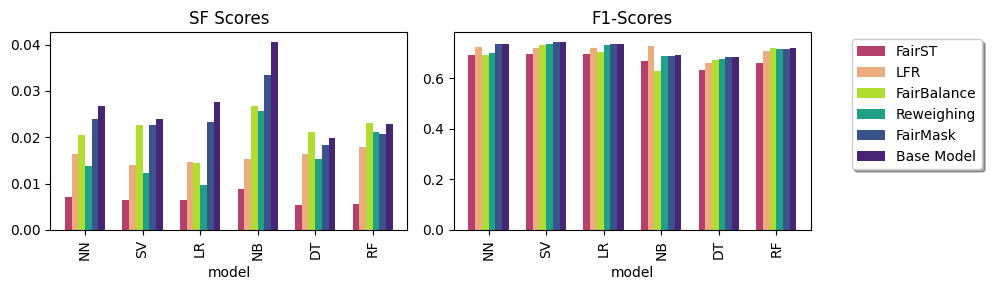 SF Scores
0.04
0.03
0.02
0.01
0.00
NN
SV
LR
NB
DT
RF
model
F1-Scores
0.6
0.4
0.2
0.0
NN
SV
LR
NB
DT
RF
model
FairST
LFR
FairBalance
Reweighing
FairMask
Base Model